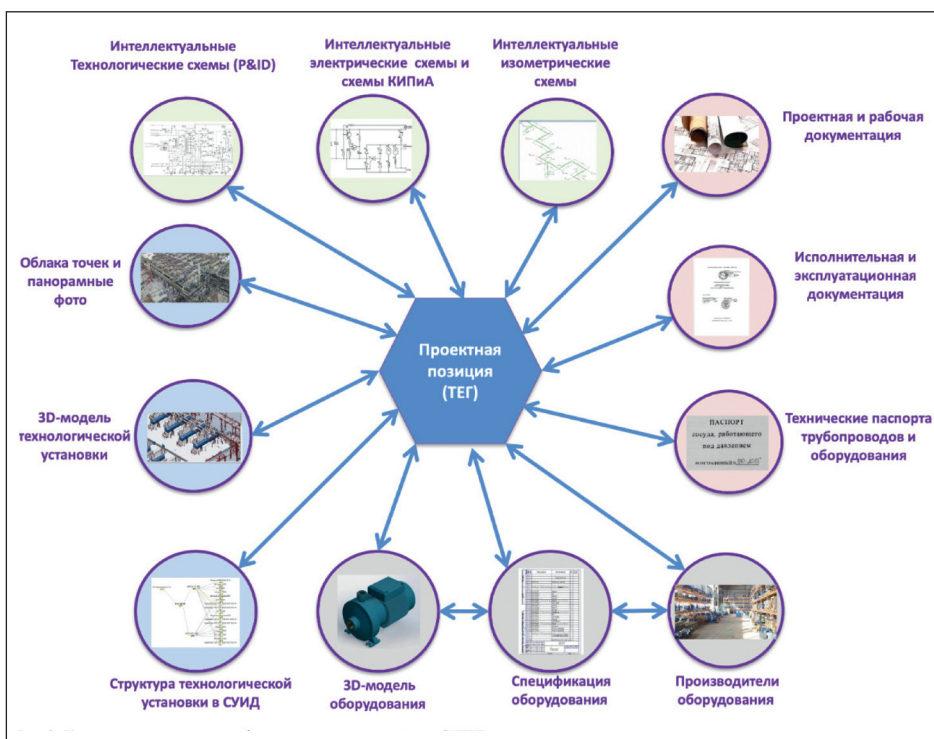 Интеллектуальные
Технологические схемы (P&ID)
Интеллектуальные
электрические схемы и
схемы КИПиА
Интеллектуальные
изометрические
схемы
Проектная и рабочая
документация
Облака точек и
панорамные
фото
Исполнительная и
эксплуатационная
документация
Проектная
позиция
(ТЕГ)
3D-модель
технологической
установки
ПАСПОРТ
сосуда, работающего
под давлением
Технические паспорта
трубопроводов и
оборудования
Структура технологической
установки в СУИД
3D-модель
оборудования
Спецификация
оборудования
Производители
оборудования